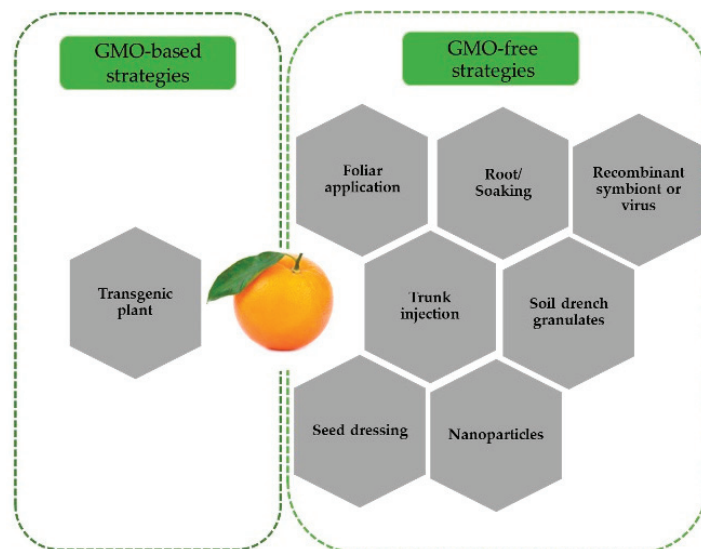 GMO-based
strategies
GMO-free
strategies
Foliar
application
Root/
Soaking
Recombinant
symbiont or
virus
Transgenic
plant
Trunk
injection
Soil drench
granulates
Seed dressing
Nanoparticles